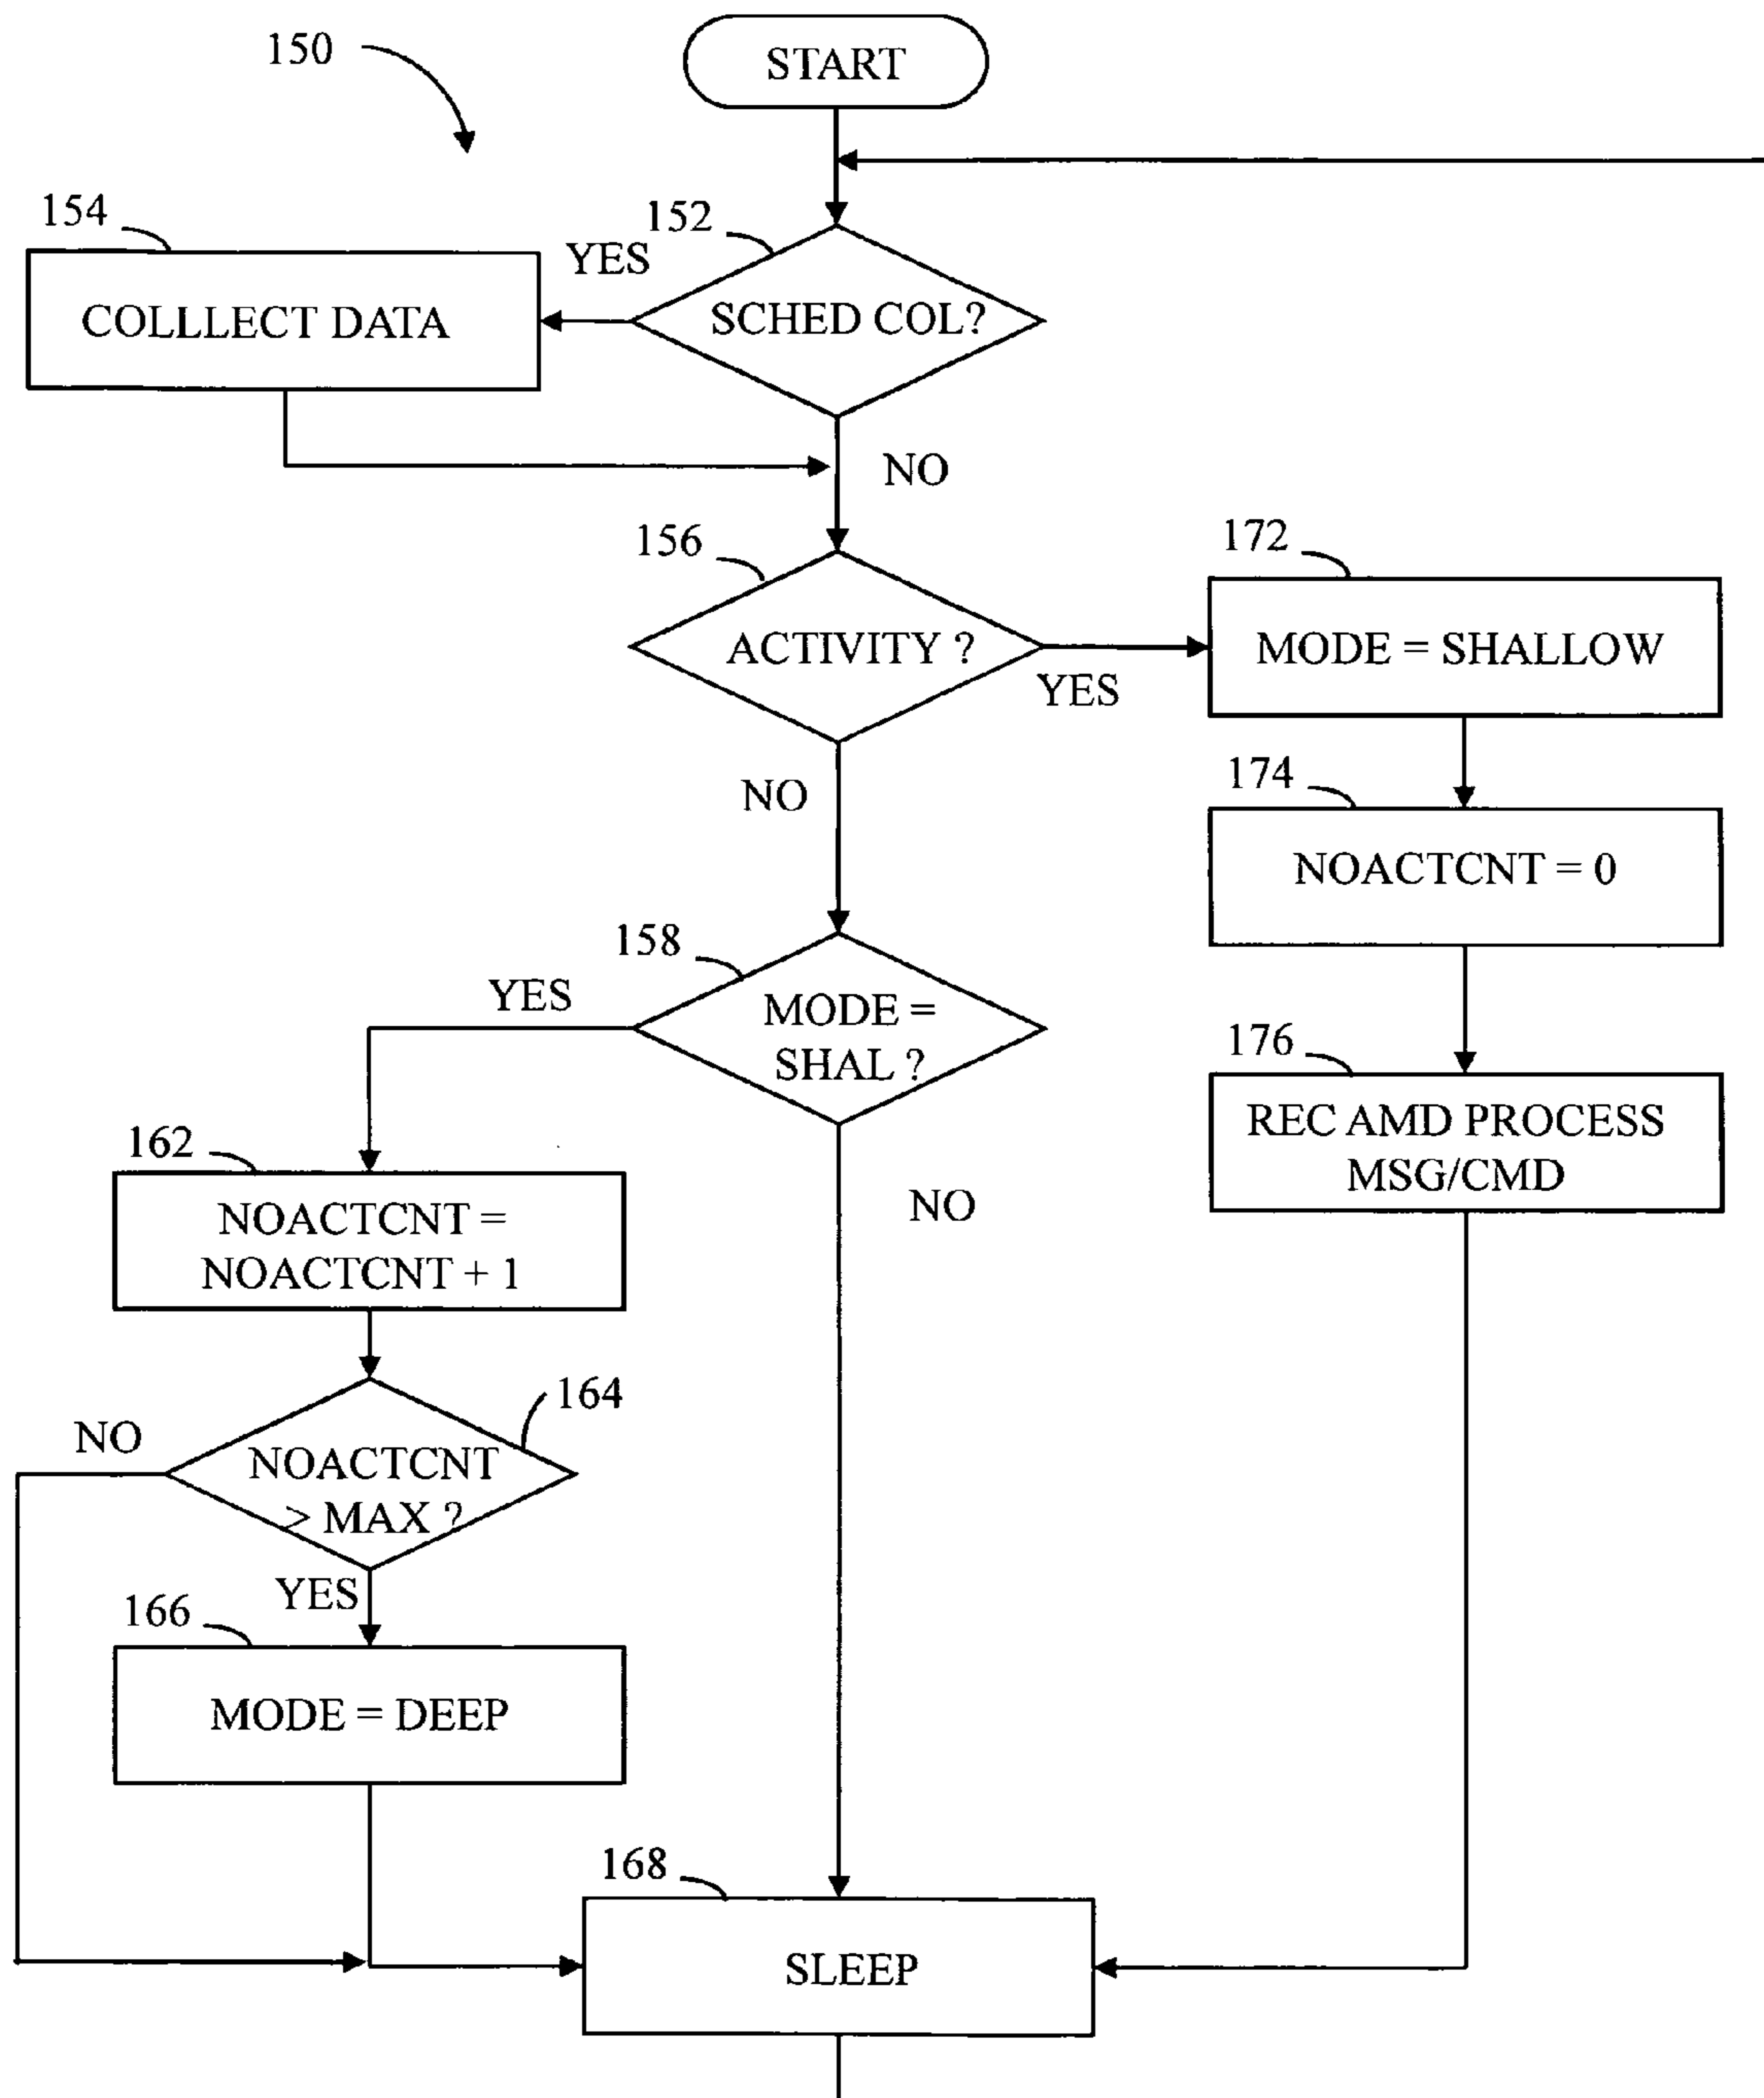 150
START
154
152
YES
COLLLECT DATA
SCHED COL?
NO
156
172
ACTIVITY ?
MODE = SHALLOW
YES
NO
174
NOACTCNT = 0
158
YES
MODE =
SHAL ?
176
REC AMD PROCESS
MSG/CMD
162
NO
NOACTCNT =
NOACTCNT + 1
164
NO
NOACTCNT
> MAX ?
YES
166
MODE = DEEP
168
SLEEP